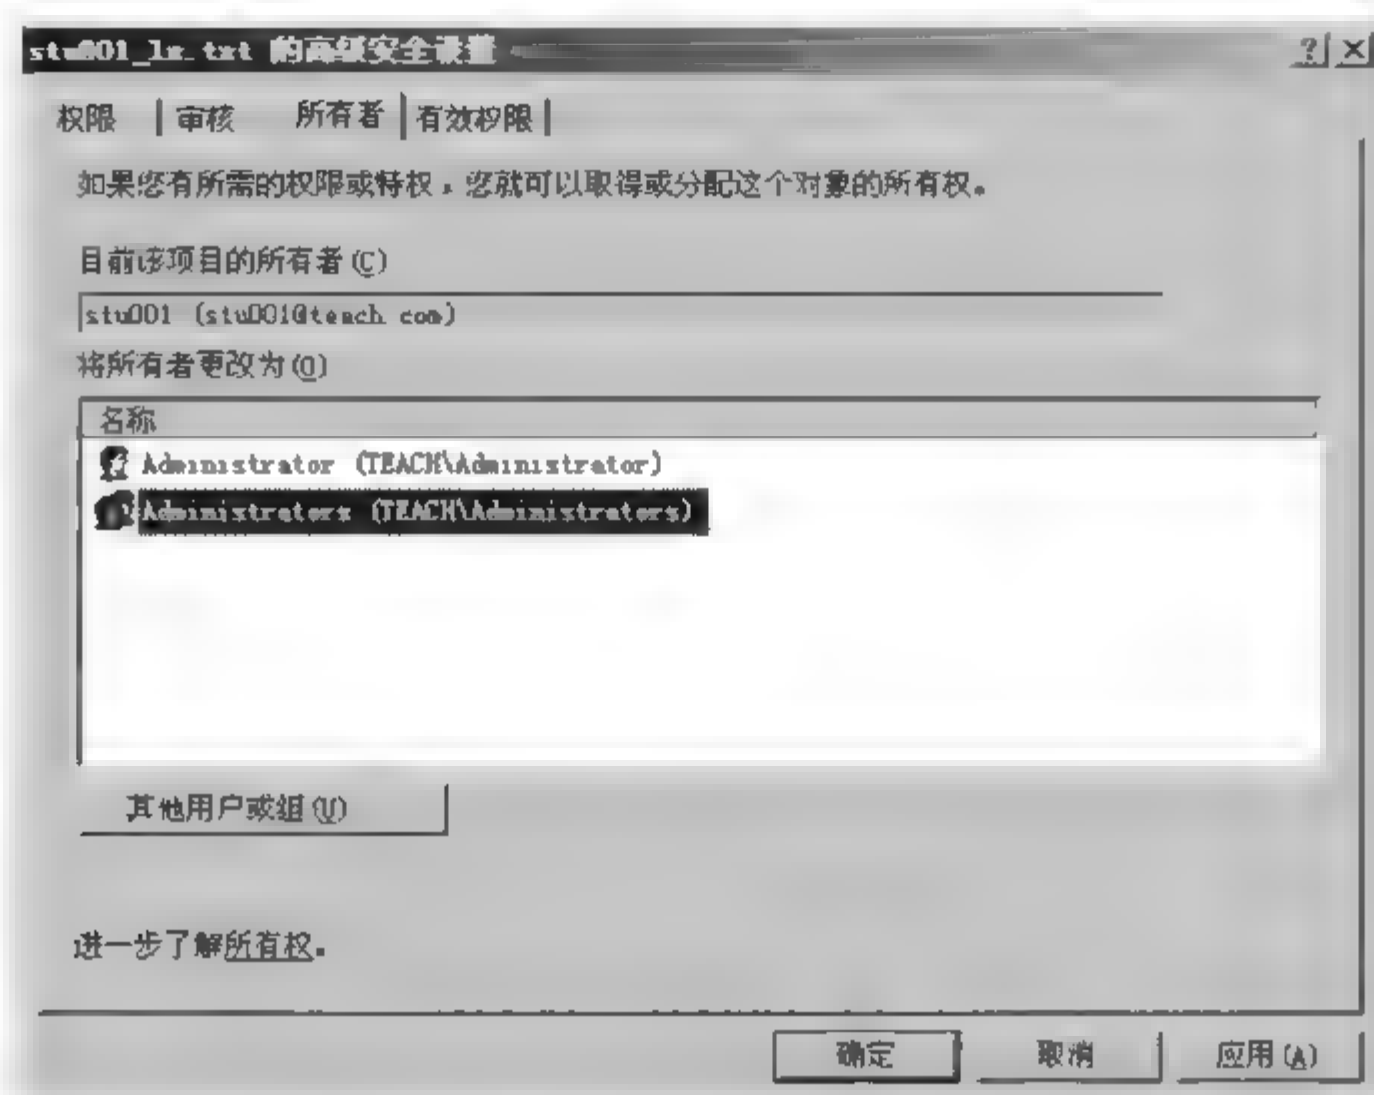 stu001_lx.txt 的高级安全设置
权限 审核 所有者 有效权限
如果您有所需的权限或特权，您就可以取得或分配这个对象的所有权。
目前该项目的所有者(C)
stu001 (stu001@teach.com)
将所有者更改为(O)
名称
Administrator (TEACH\Administrator)
Administrators (TEACH\Administrators)
其他用户或组(U)
进一步了解所有权。
确定 取消 应用(A)